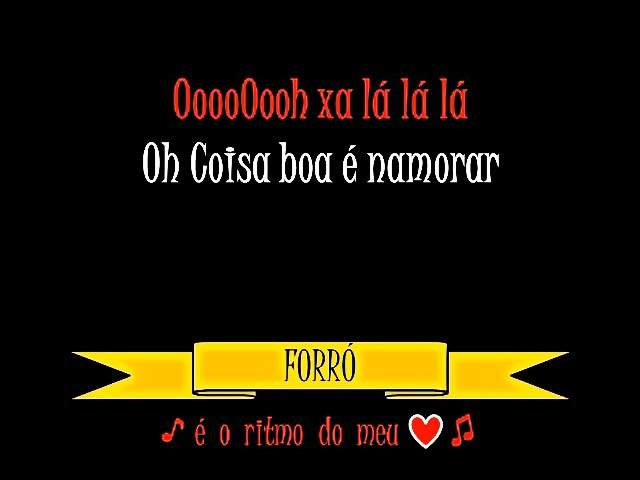 OoooOooh xa lá lá lá
Oh Coisa boa é namorar
FORRÓ
♪ é o ritmo do meu ❤ ♫